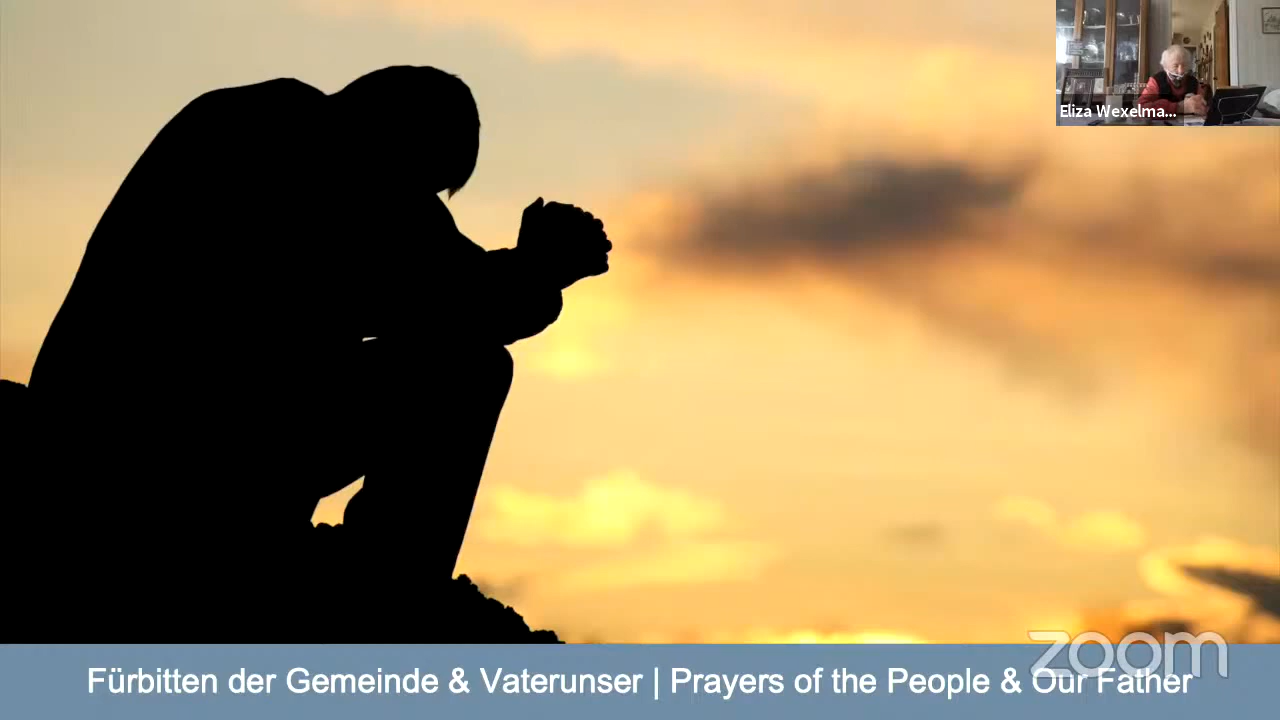 Eliza Wexelma...
zoom
Fürbitten der Gemeinde & Vaterunser | Prayers of the People & Our Father